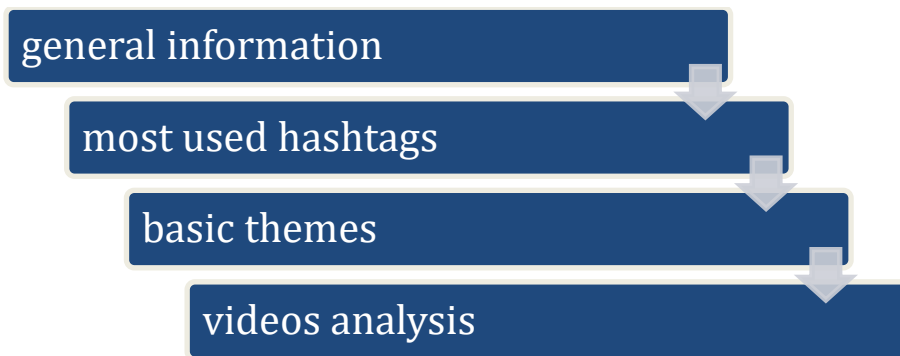 general information
most used hashtags
basic themes
videos analysis